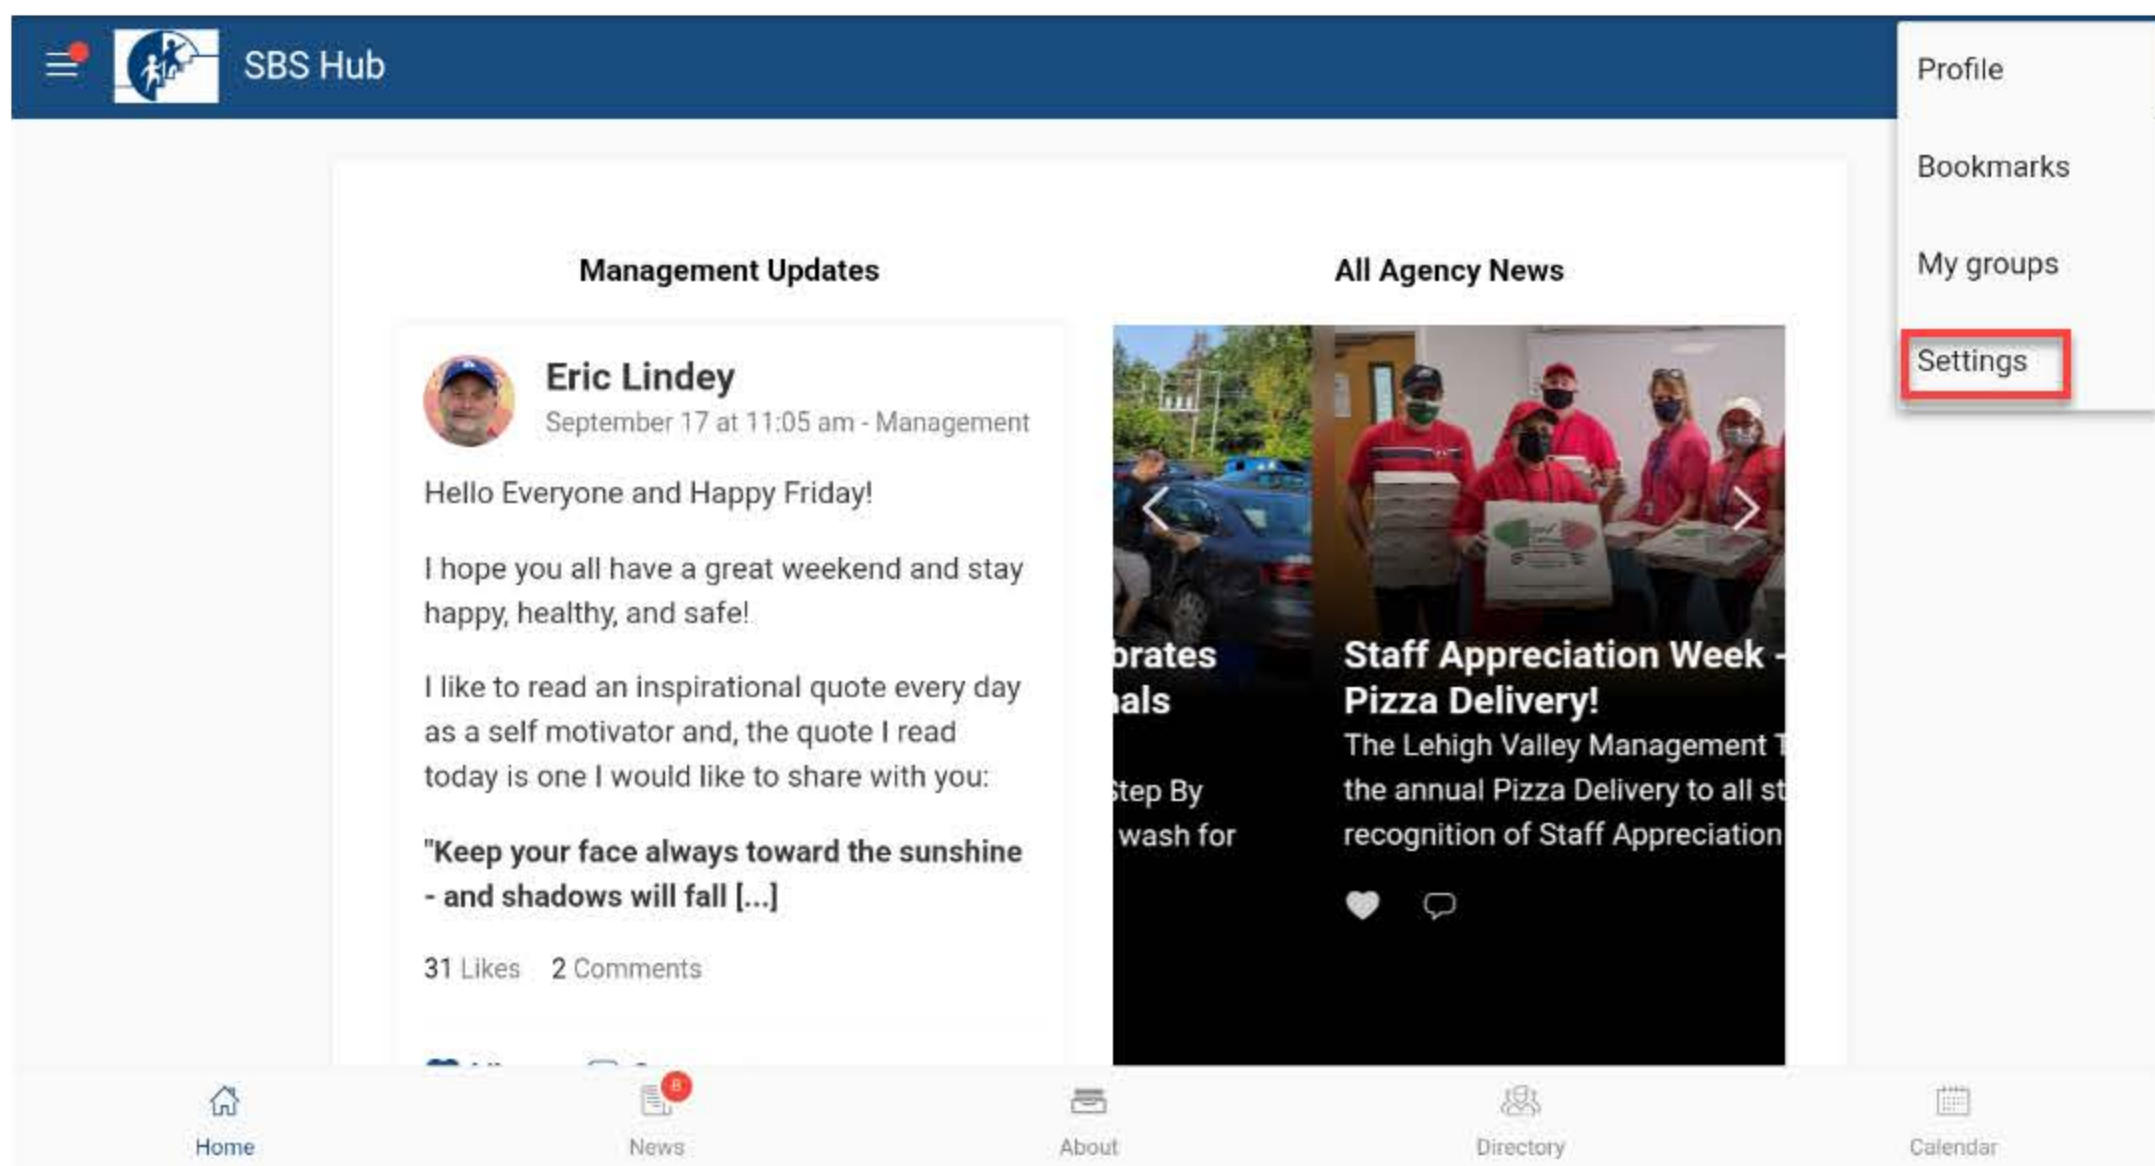 SBS Hub
Profile
Bookmarks
My groups
Settings
Management Updates
Eric Lindey
September 17 at 11:05 am - Management
Hello Everyone and Happy Friday!
I hope you all have a great weekend and stay
happy, healthy, and safe!
I like to read an inspirational quote every day
as a self motivator and, the quote I read
today is one I would like to share with you:
"Keep your face always toward the sunshine
- and shadows will fall [...]
31 Likes 2 Comments
All Agency News
brates
nals
Step By
wash for
Staff Appreciation Week -
Pizza Delivery!
The Lehigh Valley Management T
the annual Pizza Delivery to all st
recognition of Staff Appreciation
Home
8
News
About
Directory
Calendar